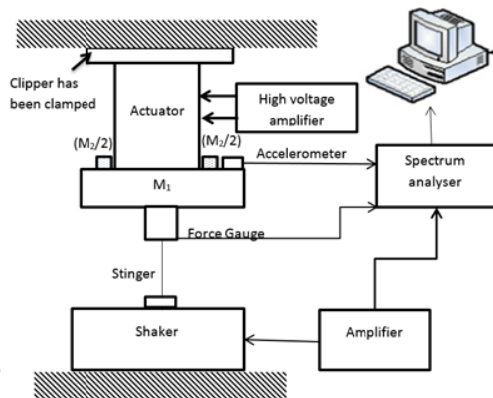 Clipper has
been clamped
Actuator
High voltage
amplifier
(M₂/2)
(M₂/2)
Accelerometer
Spectrum
analyser
M₁
Force Gauge
Stinger
Shaker
Amplifier